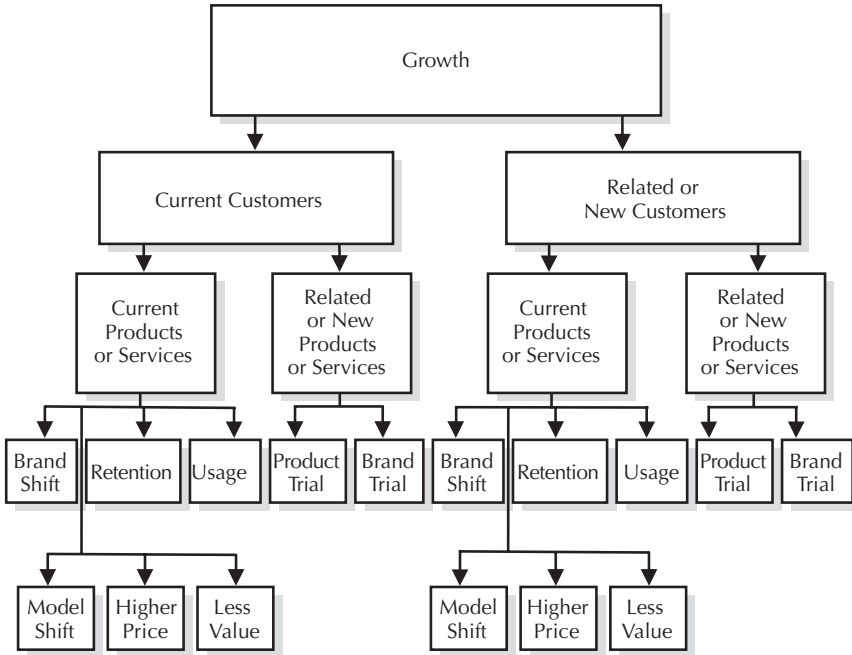 Growth
Current Customers
Related or
New Customers
Current
Products
or Services
Related
or New
Products
or Services
Current
Products
or Services
Related
or New
Products
or Services
Brand
Shift
Retention
Usage
Product
Trial
Brand
Trial
Brand
Shift
Retention
Usage
Product
Trial
Brand
Trial
Model
Shift
Higher
Price
Less
Value
Model
Shift
Higher
Price
Less
Value